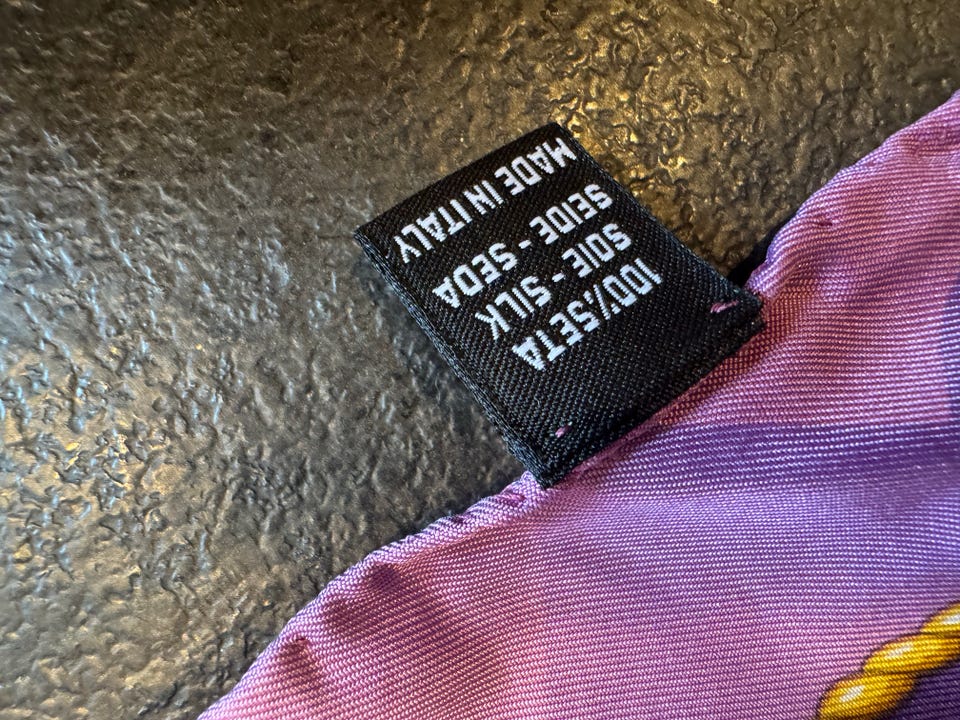 100%SETA
SOIE - SILK
SEIDE - SEDA
MADE IN ITALY